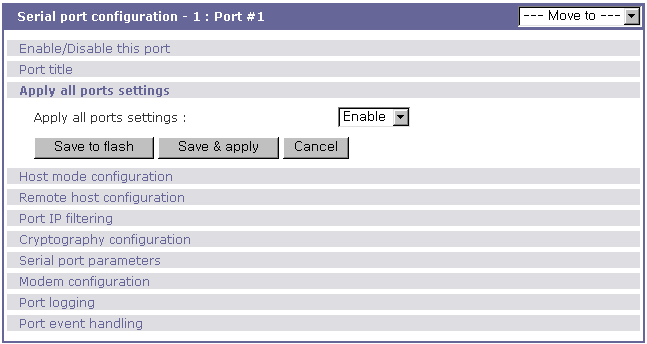 Serial port configuration - 1 : Port #1 --- Move to ---
Enable/Disable this port
Port title
Apply all ports settings
Apply all ports settings : Enable
Save to flash Save & apply Cancel
Host mode configuration
Remote host configuration
Port IP filtering
Cryptography configuration
Serial port parameters
Modem configuration
Port logging
Port event handling